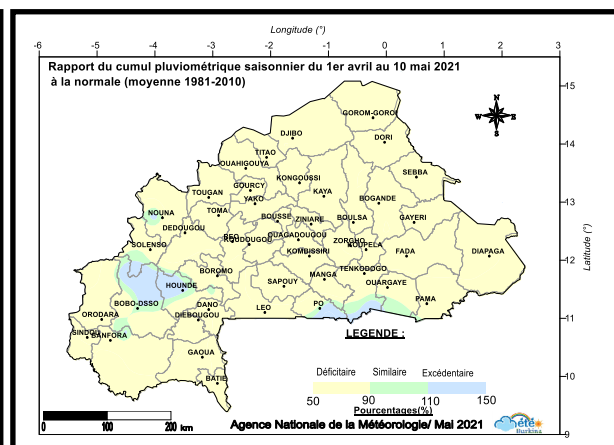 Longitude (°)
-6 -5 -4 -3 -2 -1 0 1 2 3
Rapport du cumul pluviométrique saisonnier du 1er avril au 10 mai 2021
à la normale (moyenne 1981-2010)
15
14
13
12
11
10
9
Latitude (°)
N
W E
S
GOROM-GOROM
DJIBO
DORI
TITAO
OUAHIGOUYA
SEBBA
KONGOUSSI
TOUGAN
GOURCY
KAYA
YAKO
BOGANDE
NOUNA
TOMA
BOUSSE
ZINIARE
BOULSA
GAYERI
DEDOUGOU
REO
KOUDOUGOU
OUAGADOUGOU
ZORGHO
KOUPELA
SOLENSO
KOMBISSIRI
FADA
DIAPAGA
BOROMO
TENKODOGO
HOUNDE
SAPOUY
MANGA
OUARGAYE
BOBO-DSSO
DANO
LEO
PO
PAMA
ORODARA
DIEBOUGOU
SINDOU
BANFORA
GAOUA
BATIE
LEGENDE :
Déficitaire Similaire Excédentaire
50 90 110 150
Pourcentages(%)
0 100 200 km
Agence Nationale de la Météorologie/ Mai 2021
été
Burkina